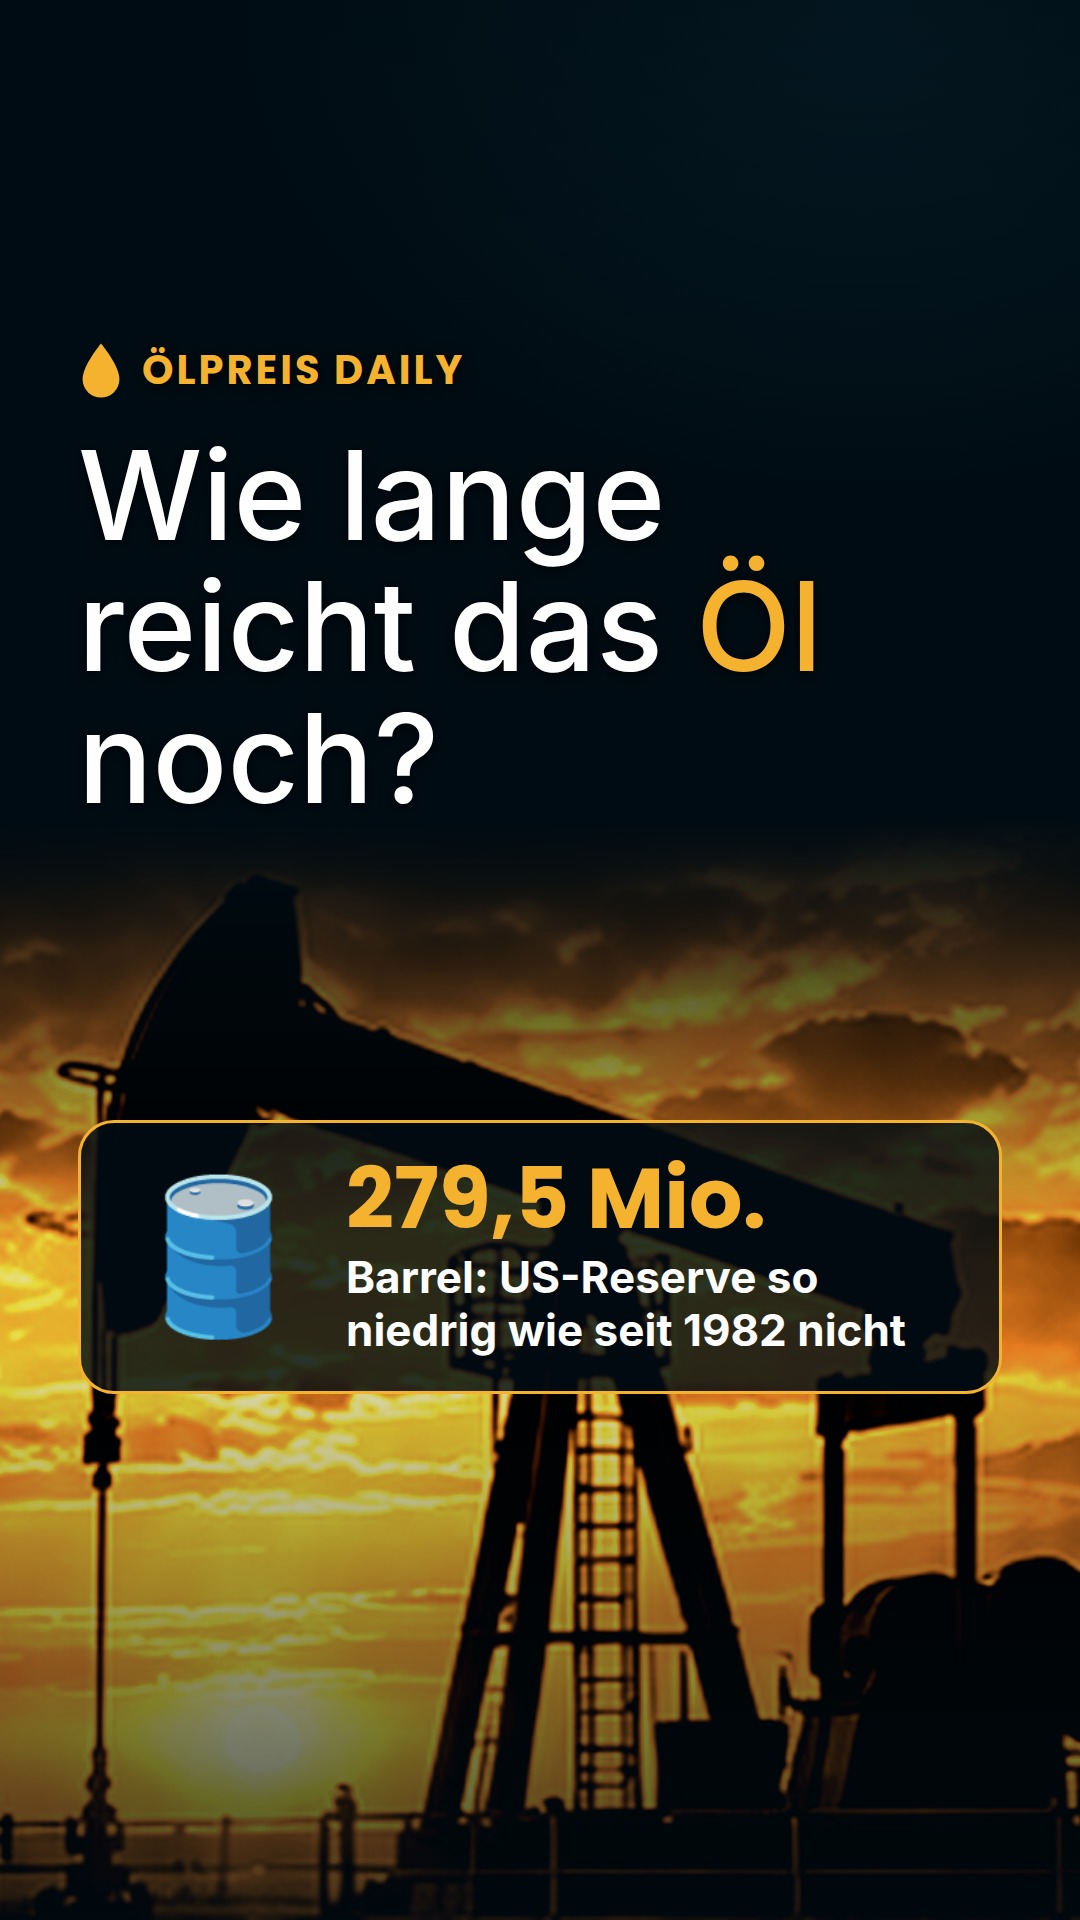 ÖLPREIS DAILY
Wie lange
reicht das Öl
noch?
279,5 Mio.
Barrel: US-Reserve so
niedrig wie seit 1982 nicht